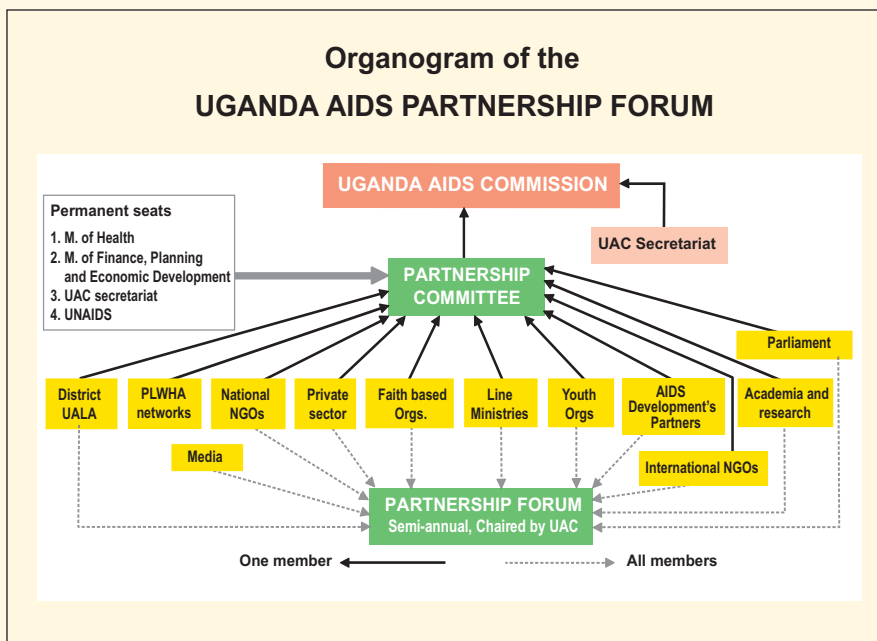 Organogram of the
UGANDA AIDS PARTNERSHIP FORUM
UGANDA AIDS COMMISSION
Permanent seats
1. M. of Health
2. M. of Finance, Planning
and Economic Development
3. UAC secretariat
4. UNAIDS
UAC Secretariat
PARTNERSHIP
COMMITTEE
Parliament
District
UALA
PLWHA
networks
National
NGOs
Private
sector
Faith based
Orgs.
Line
Ministries
Youth
Orgs
AIDS
Development's
Partners
Academia and
research
Media
International NGOs
PARTNERSHIP FORUM
Semi-annual, Chaired by UAC
One member
All members